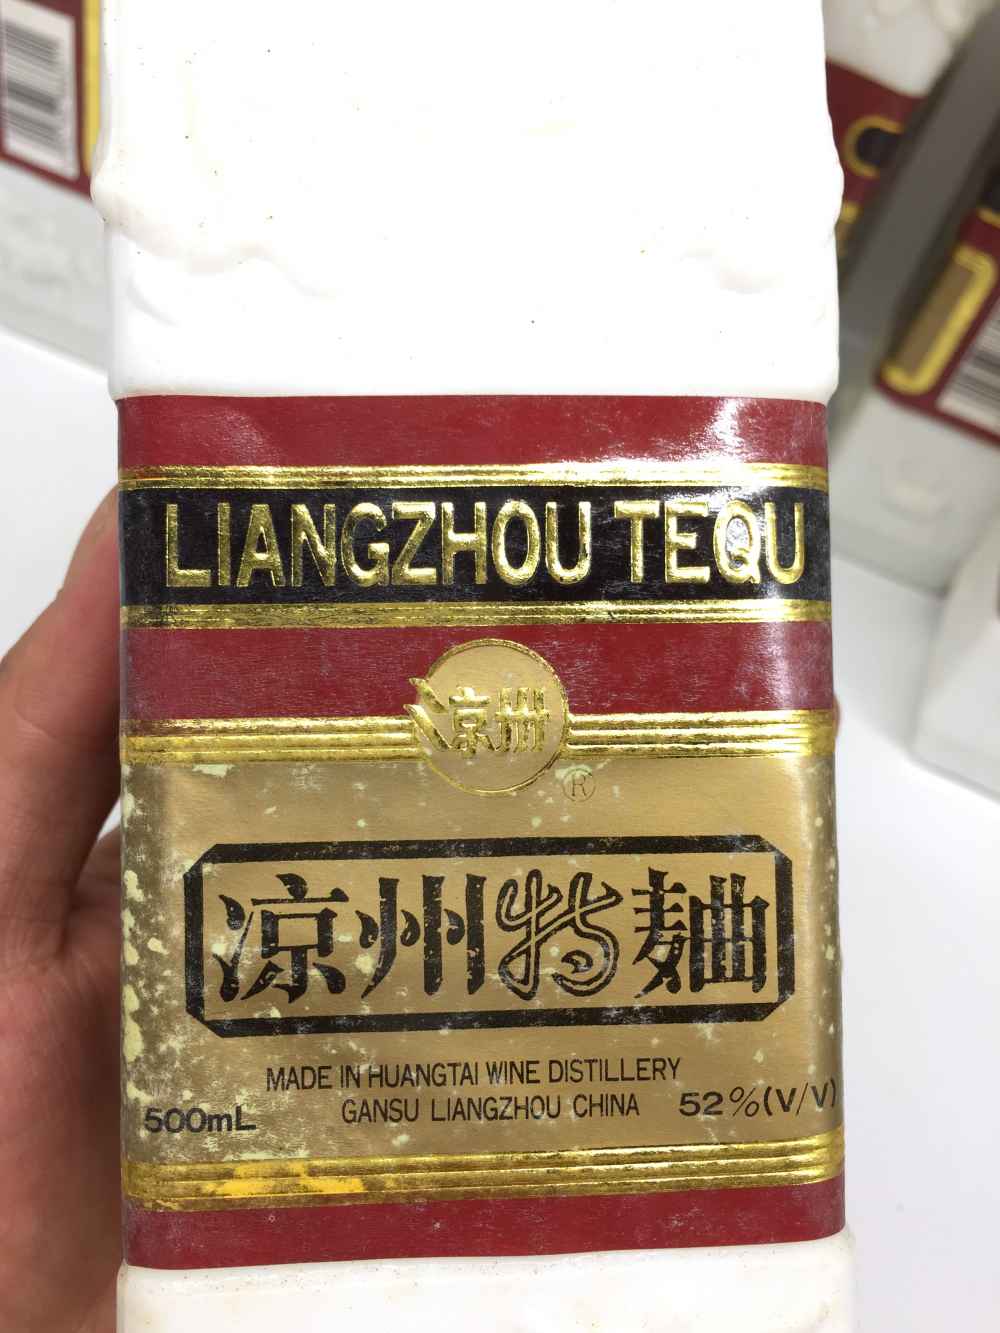 LIANGZHOU TEQU
凉州
®
凉州特麯
MADE IN HUANGTAI WINE DISTILLERY
GANSU LIANGZHOU CHINA
500mL
52%(V/V)